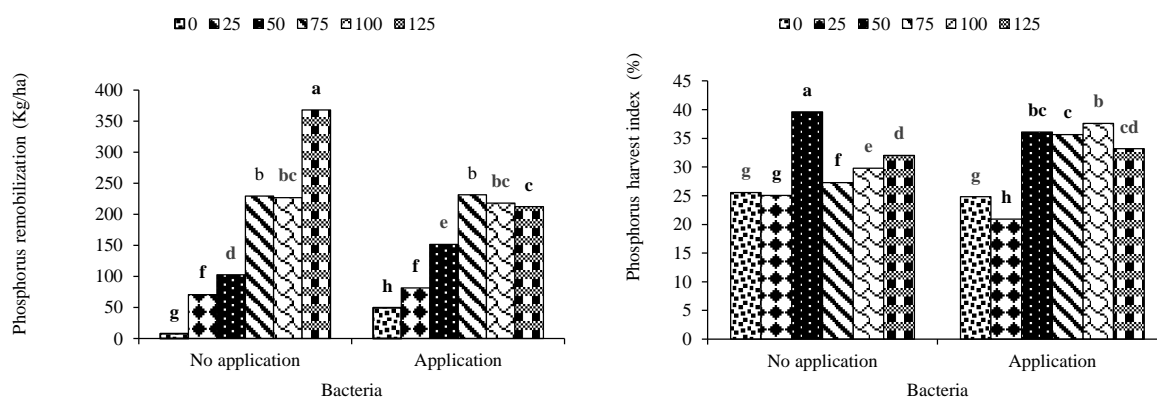 0 25 50 75 100 125
Phosphorus remobilization (Kg/ha)
400
350
300
250
200
150
100
50
0
g
f
d
b
bc
a
h
f
e
b
bc
c
No application Application
Bacteria
0 25 50 75 100 125
Phosphorus harvest index (%)
45
40
35
30
25
20
15
10
5
0
g
g
a
f
e
d
g
h
bc
c
b
cd
No application Application
Bacteria